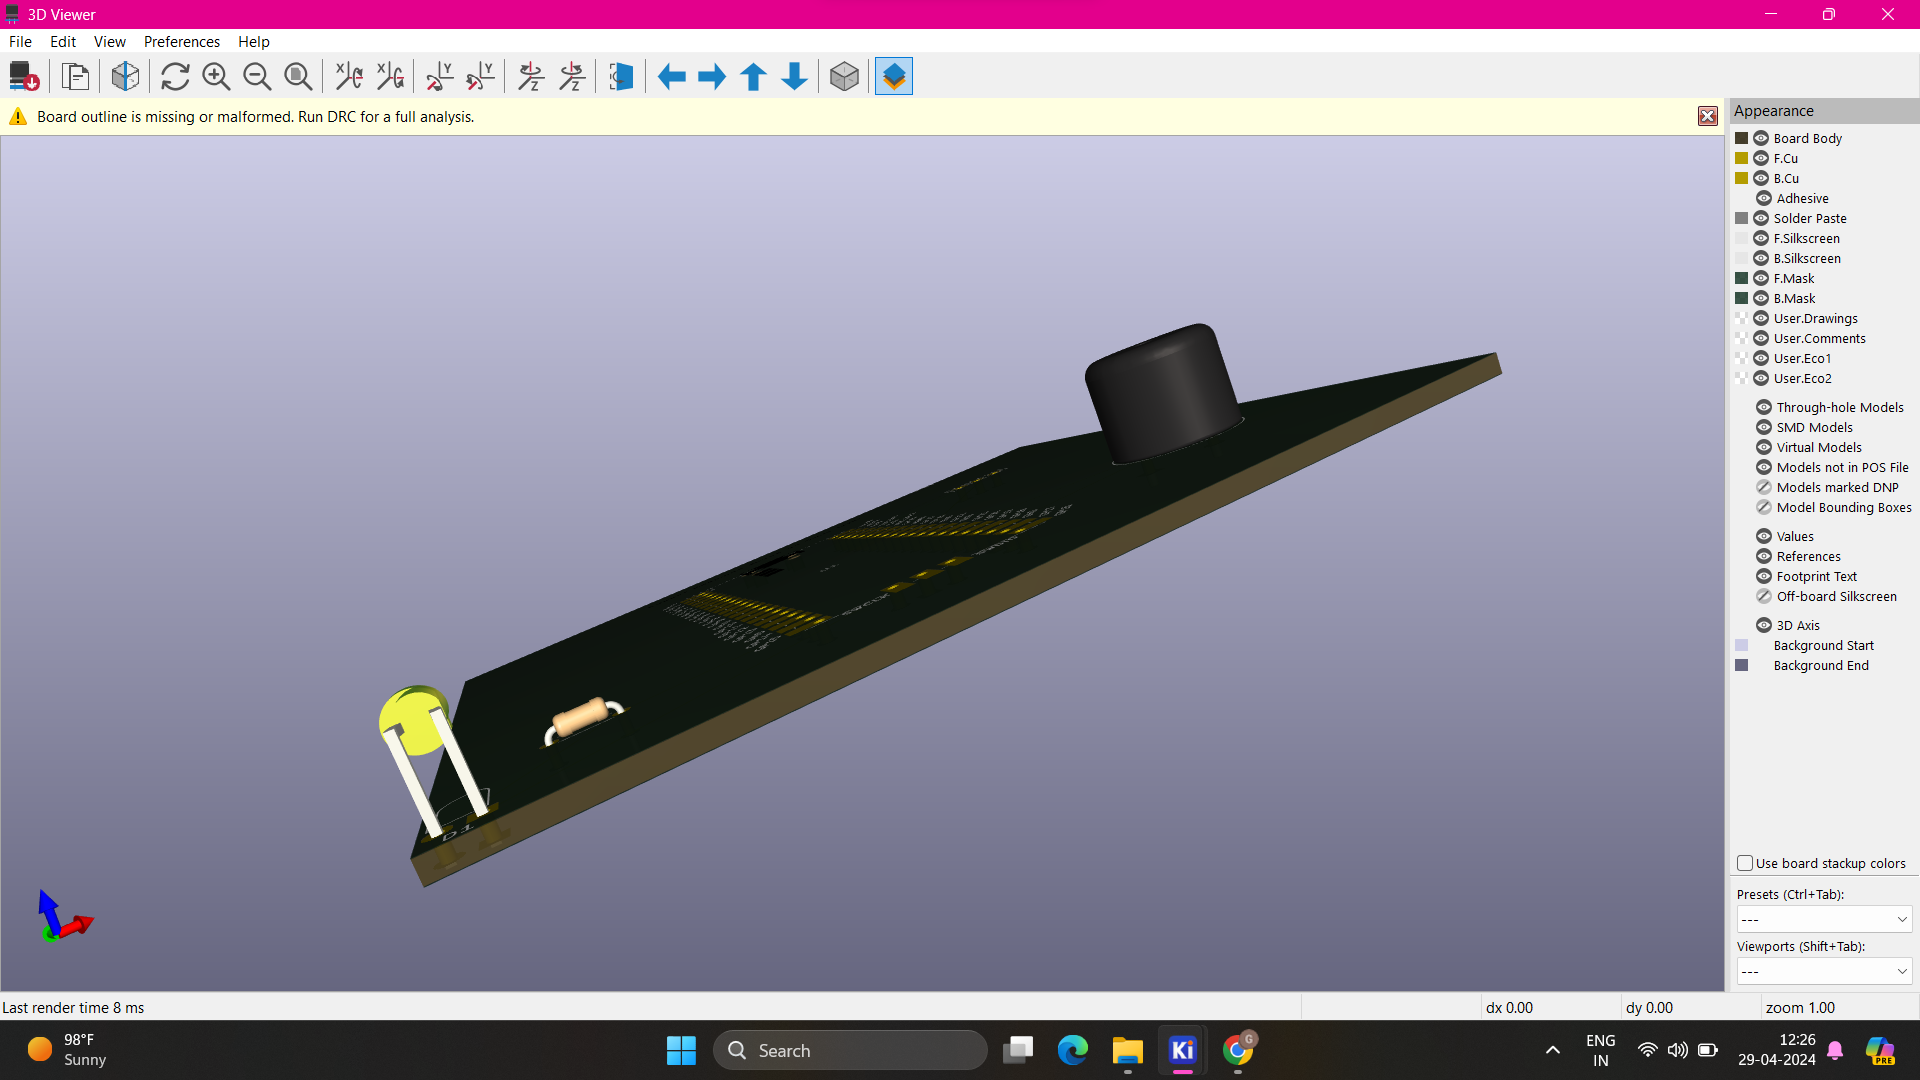 3D Viewer
File Edit View Preferences Help
Board outline is missing or malformed. Run DRC for a full analysis.
Appearance
Board Body
F.Cu
B.Cu
Adhesive
Solder Paste
F.Silkscreen
B.Silkscreen
F.Mask
B.Mask
User.Drawings
User.Comments
User.Eco1
User.Eco2
Through-hole Models
SMD Models
Virtual Models
Models not in POS File
Models marked DNP
Model Bounding Boxes
Values
References
Footprint Text
Off-board Silkscreen
3D Axis
Background Start
Background End
SWCLK
D1
Use board stackup colors
Presets (Ctrl+Tab):
---
Viewports (Shift+Tab):
---
Last render time 8 ms
dx 0.00
dy 0.00
zoom 1.00
98°F
Sunny
Search
Ki
G
ENG
IN
12:26
29-04-2024
PRE